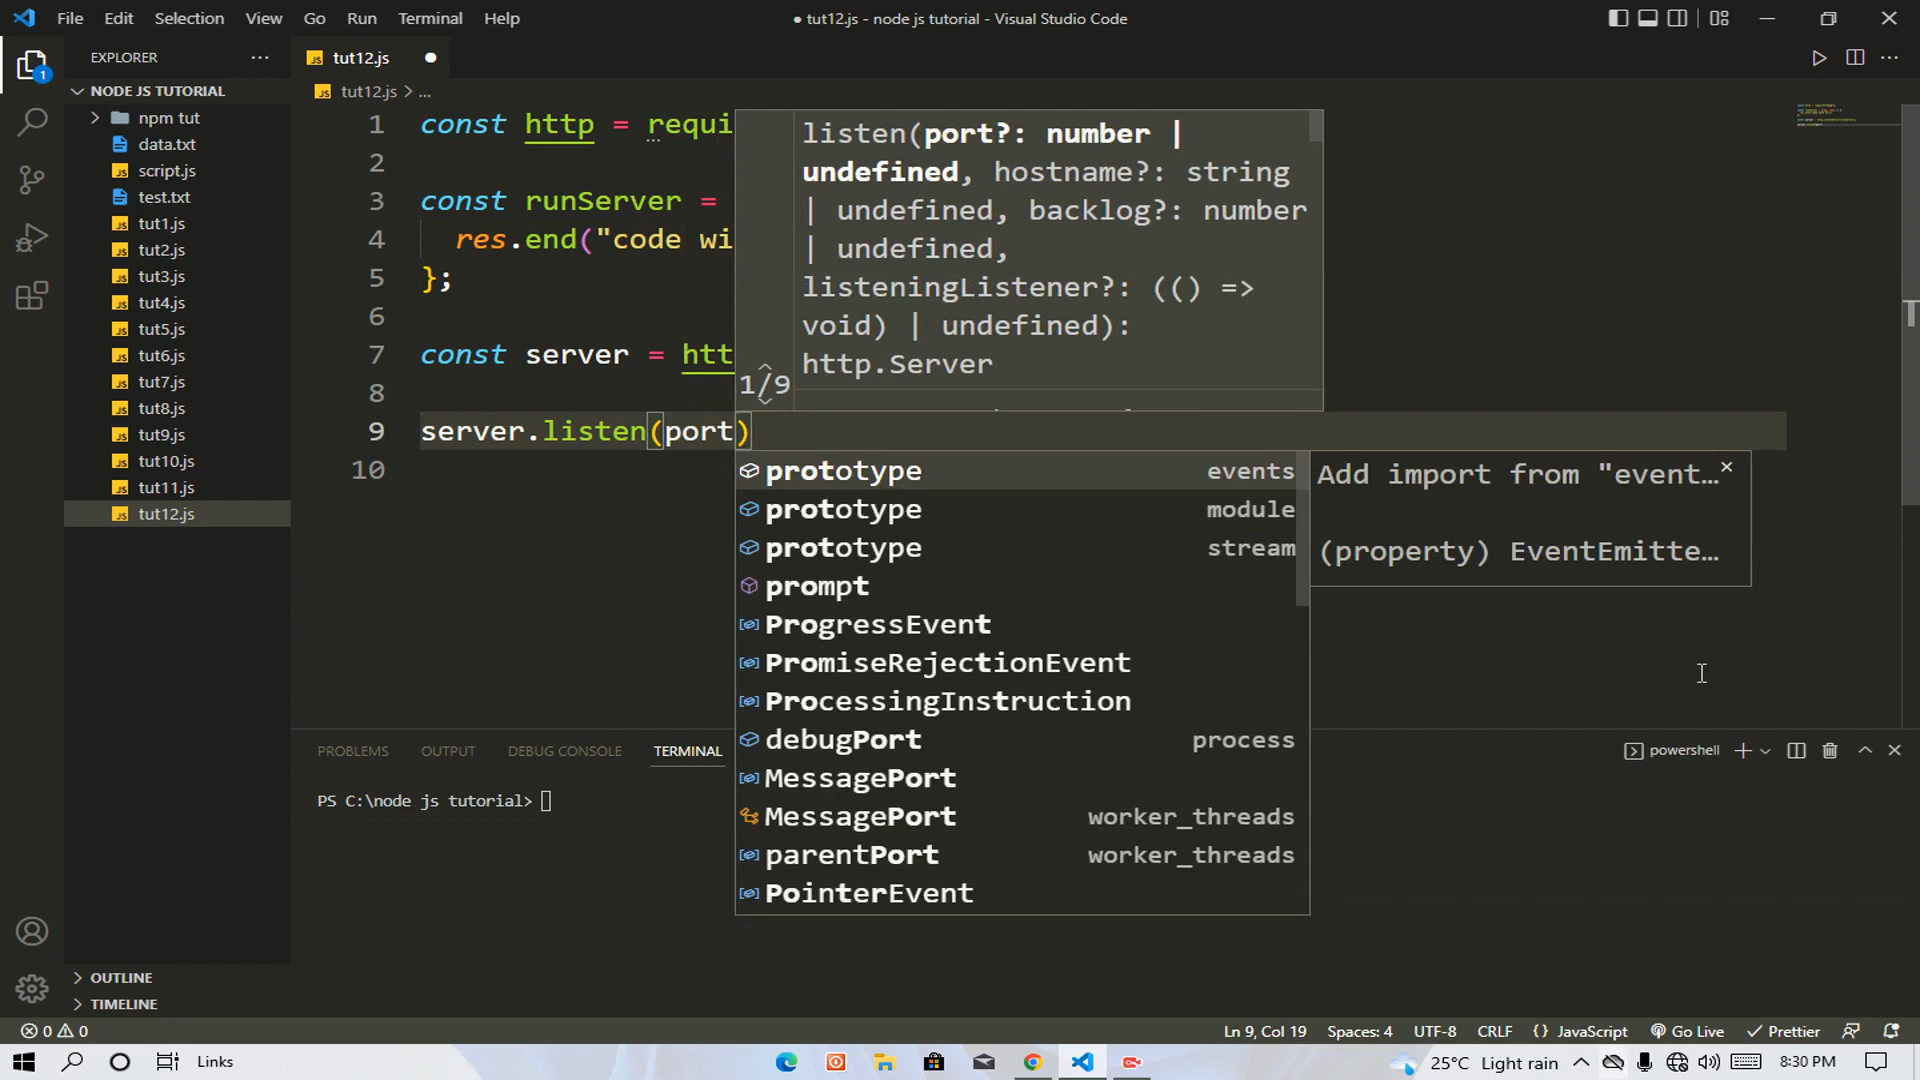 File Edit Selection View Go Run Terminal Help
● tut12.js - node js tutorial - Visual Studio Code
EXPLORER
NODE JS TUTORIAL
npm tut
data.txt
script.js
test.txt
tut1.js
tut2.js
tut3.js
tut4.js
tut5.js
tut6.js
tut7.js
tut8.js
tut9.js
tut10.js
tut11.js
tut12.js
OUTLINE
TIMELINE
1
tut12.js
tut12.js > ...
1 const http = requi
2
3 const runServer =
4 res.end("code wi
5 };
6
7 const server = htt
8
9 server.listen(port)
10
listen(port?: number |
undefined, hostname?: string
| undefined, backlog?: number
| undefined,
listeningListener?: (() =>
void) | undefined):
http.Server
1/9
prototype events
prototype module
prototype stream
prompt
ProgressEvent
PromiseRejectionEvent
ProcessingInstruction
debugPort process
MessagePort
MessagePort worker_threads
parentPort worker_threads
PointerEvent
Add import from "event…
(property) EventEmitte…
PROBLEMS OUTPUT DEBUG CONSOLE TERMINAL
powershell
PS C:\node js tutorial>
0 0
Ln 9, Col 19 Spaces: 4 UTF-8 CRLF {} JavaScript Go Live Prettier
Links
25°C Light rain 8:30 PM